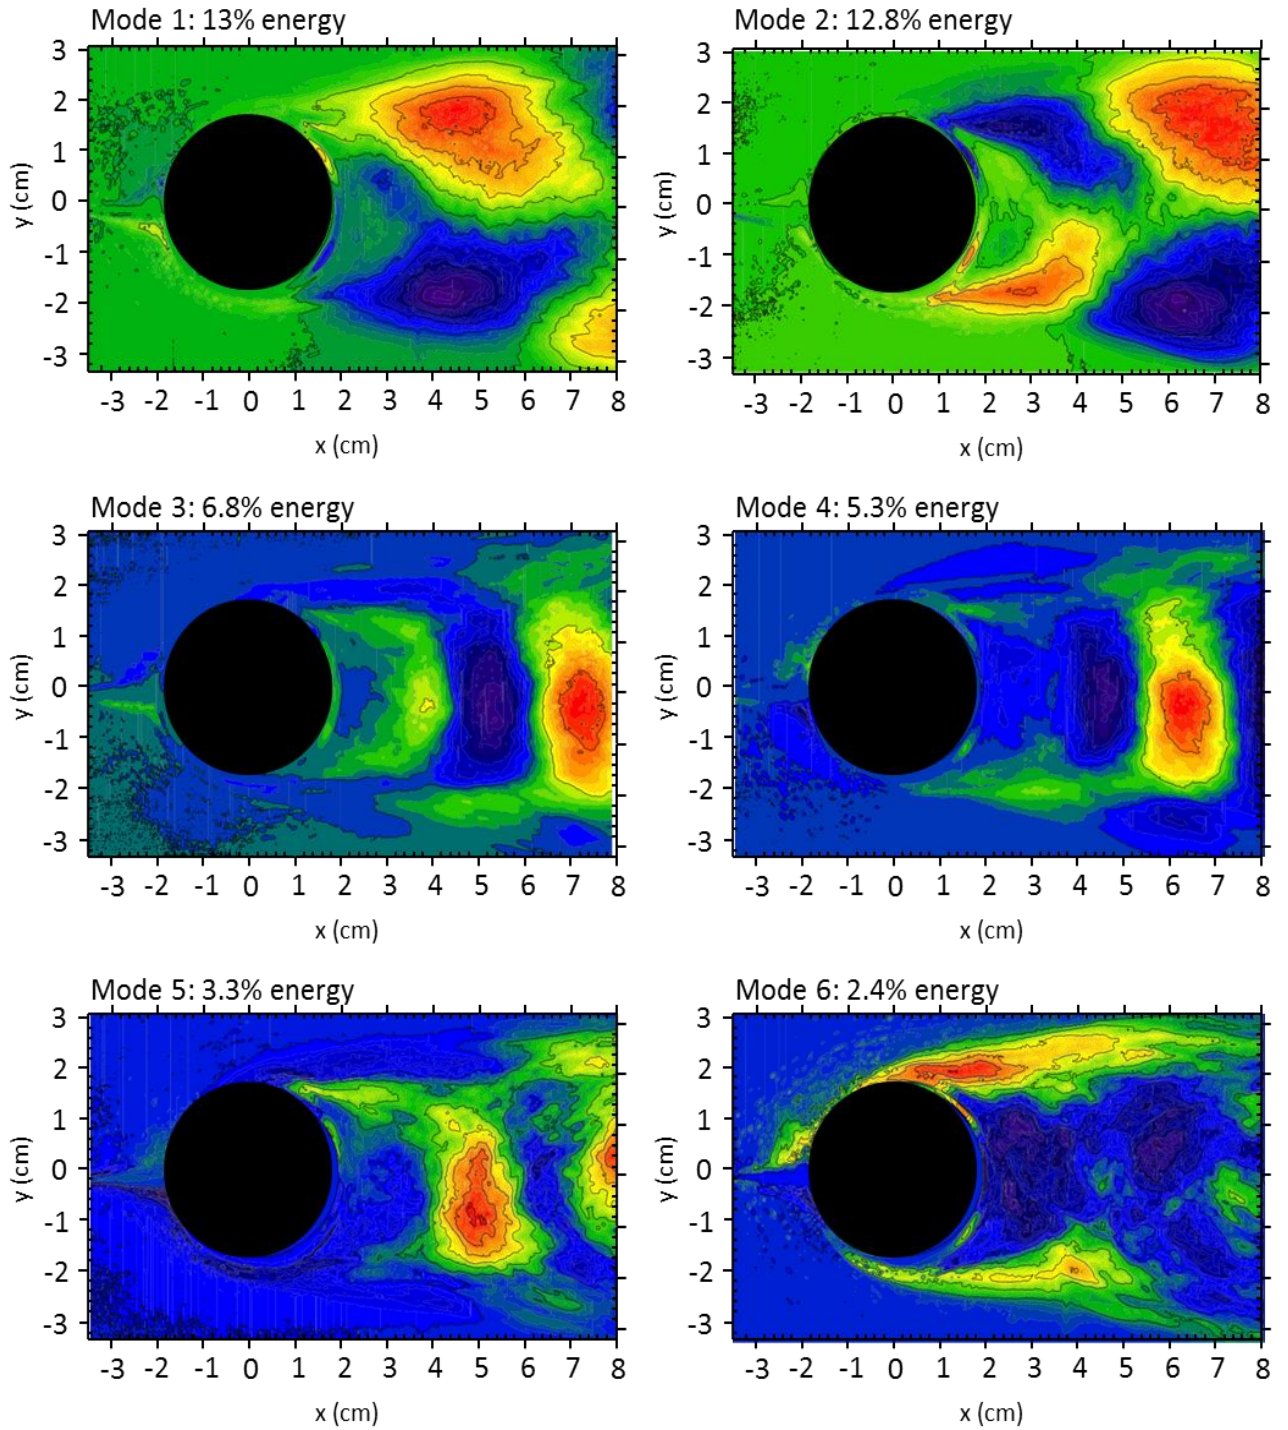 Mode 1: 13% energy
3
2
1
0
-1
-2
-3
y (cm)
-3 -2 -1 0 1 2 3 4 5 6 7 8
x (cm)
Mode 2: 12.8% energy
3
2
1
0
-1
-2
-3
y (cm)
-3 -2 -1 0 1 2 3 4 5 6 7 8
x (cm)
Mode 3: 6.8% energy
3
2
1
0
-1
-2
-3
y (cm)
-3 -2 -1 0 1 2 3 4 5 6 7 8
x (cm)
Mode 4: 5.3% energy
3
2
1
0
-1
-2
-3
y (cm)
-3 -2 -1 0 1 2 3 4 5 6 7 8
x (cm)
Mode 5: 3.3% energy
3
2
1
0
-1
-2
-3
y (cm)
-3 -2 -1 0 1 2 3 4 5 6 7 8
x (cm)
Mode 6: 2.4% energy
3
2
1
0
-1
-2
-3
y (cm)
-3 -2 -1 0 1 2 3 4 5 6 7 8
x (cm)